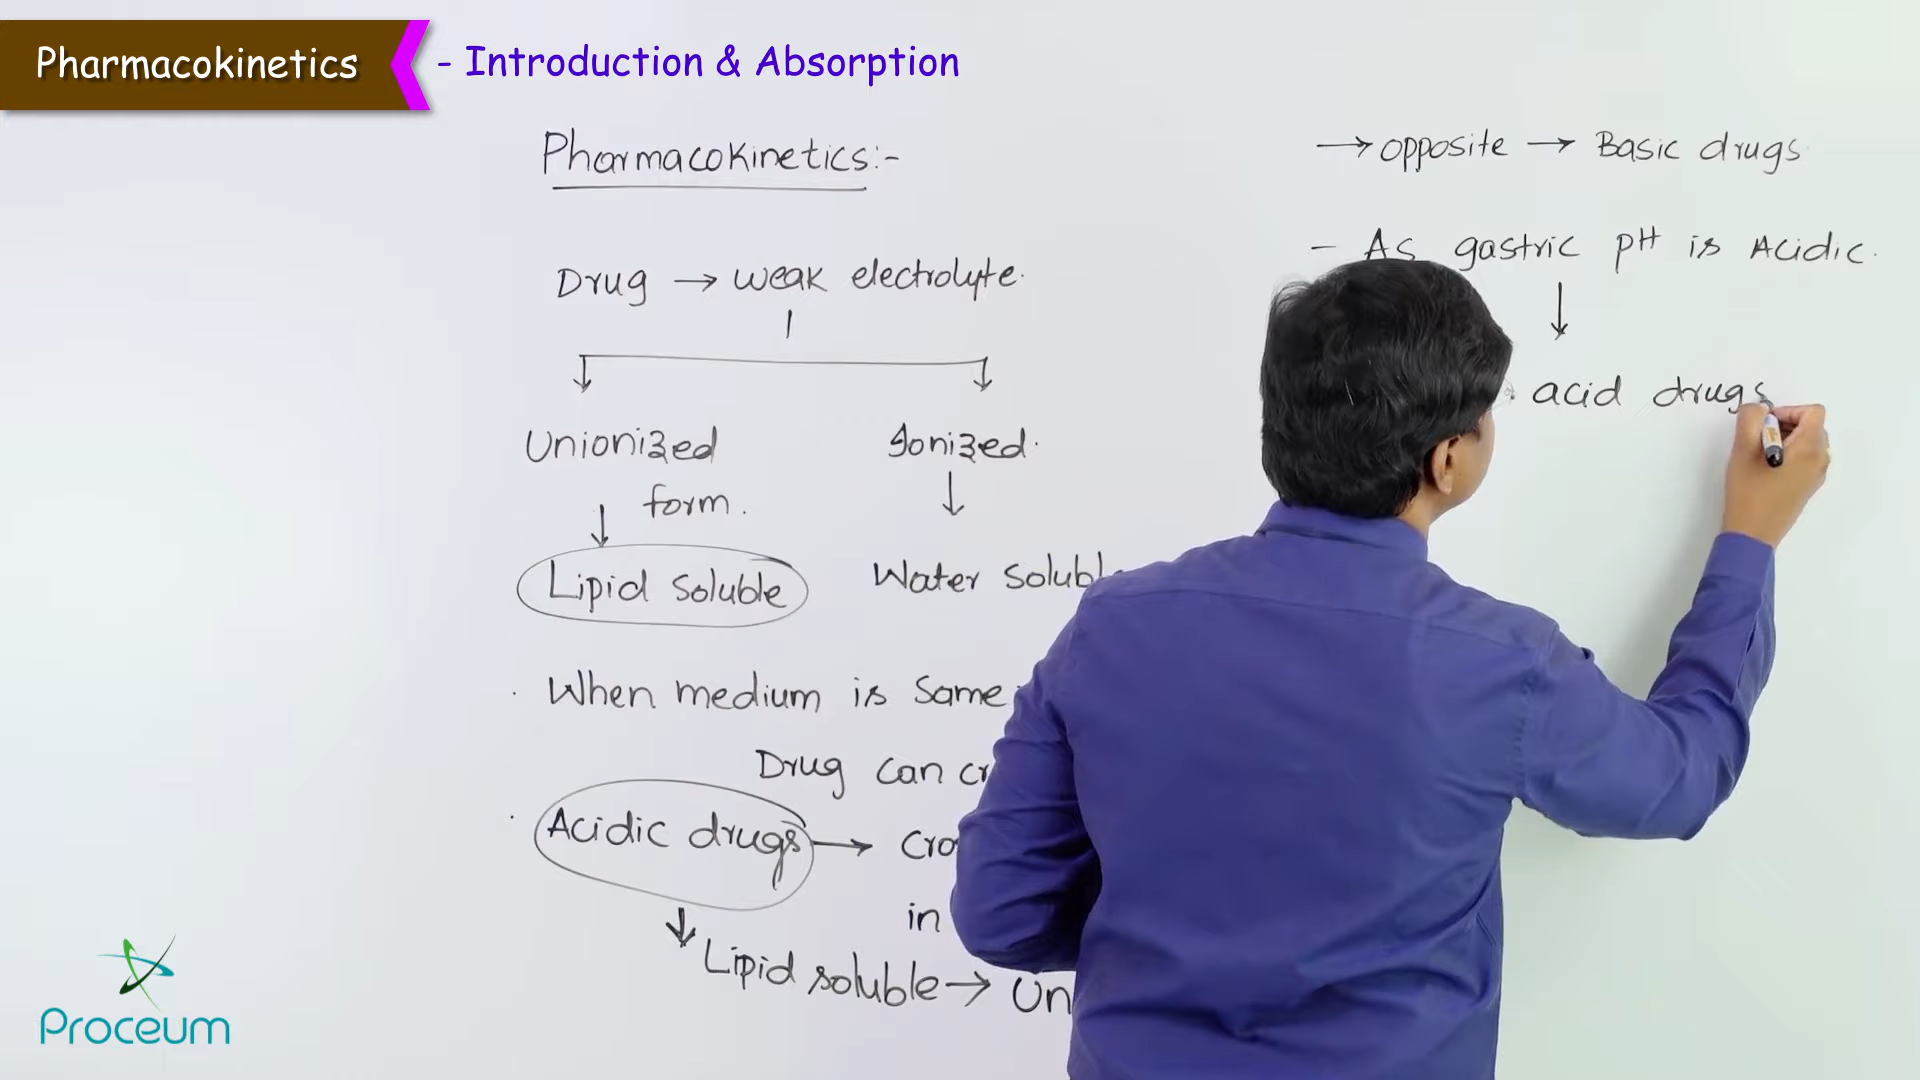 Pharmacokinetics - Introduction & Absorption
Pharmacokinetics:-
Drug → weak electrolyte.
Unionized form.
Ionized.
Lipid soluble
Water soluble
. When medium is same
Drug can
. Acidic drugs →
in
Lipid soluble →
→ opposite → Basic drugs.
- As gastric pH is Acidic.
. acid drugs
Proceum